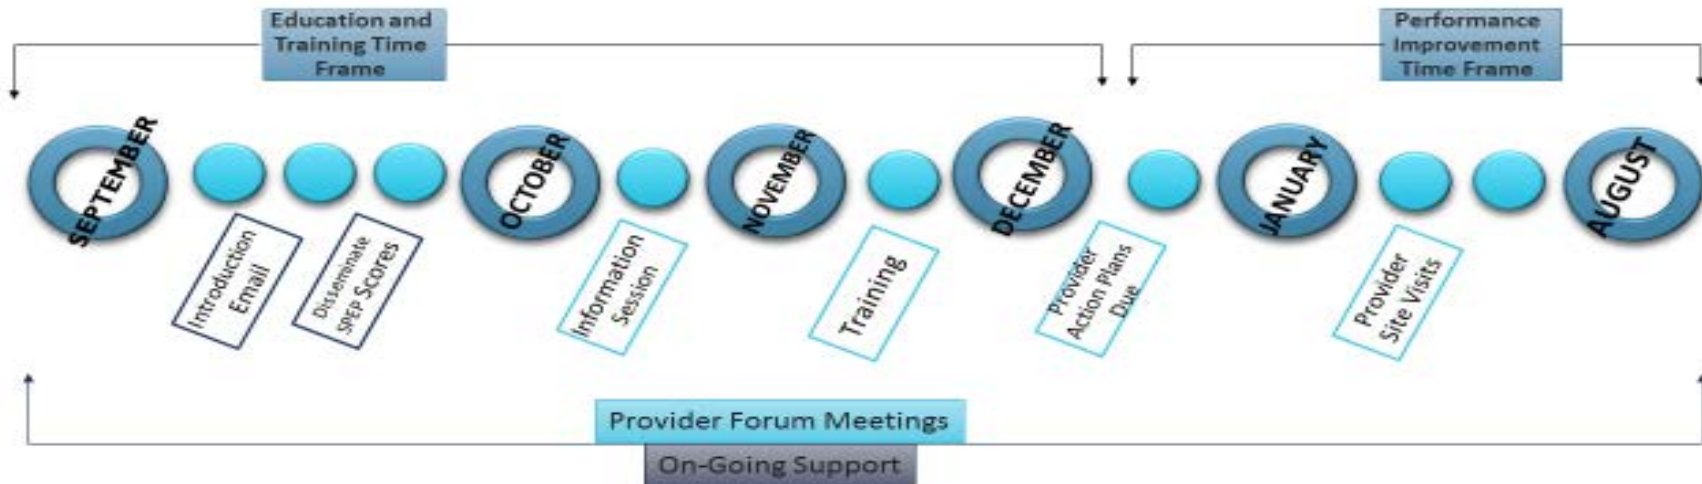 Education and
Training Time
Frame
Performance
Improvement
Time Frame
SEPTEMBER
OCTOBER
NOVEMBER
DECEMBER
JANUARY
AUGUST
Introduction
Email
Disseminate
SPEP Scores
Information
Session
Training
Provider
Action Plans
Due
Provider
Site Visits
Provider Forum Meetings
On-Going Support